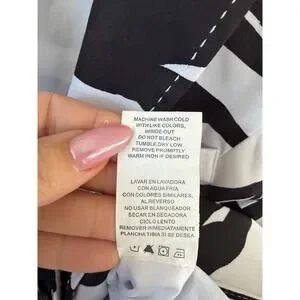 MACHINE WASH COLD
WITH LIKE COLORS,
INSIDE OUT
DO NOT BLEACH
TUMBLE DRY LOW
REMOVE PROMPTLY
WARM IRON IF DESIRED
LAVAR EN LAVADORA
CON AGUA FRIA
CON COLORES SIMILARES,
AL REVERSO
NO USAR BLANQUEADOR
SECAR EN SECADORA
CICLO LENTO
REMOVER INMEDIATAMENTE
PLANCHA TIBIA SI SE DESEA